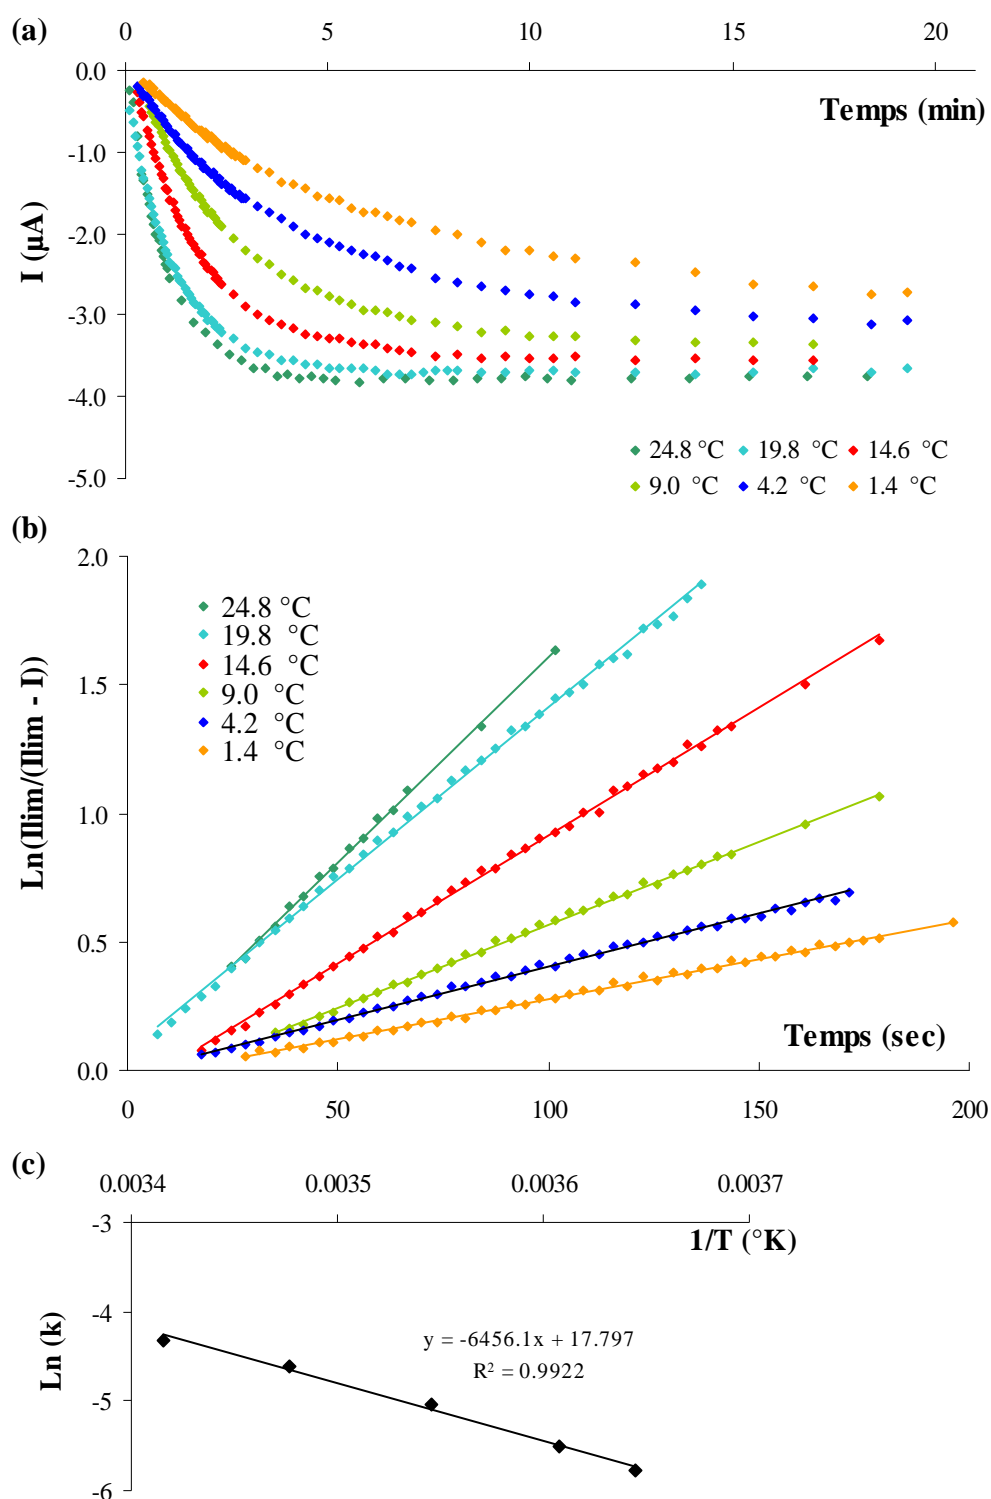 (a)
0 5 10 15 20
0.0
Temps (min)
-1.0
-2.0
I (µA)
-3.0
-4.0
24.8 °C 19.8 °C 14.6 °C
-5.0
9.0 °C 4.2 °C 1.4 °C
(b)
2.0
24.8 °C
19.8 °C
14.6 °C
9.0 °C
4.2 °C
1.4 °C
1.5
Ln(Ilim/(Ilim - I))
1.0
0.5
Temps (sec)
0.0
0 50 100 150 200
(c)
0.0034 0.0035 0.0036 0.0037
-3
1/T (°K)
-4
y = -6456.1x + 17.797
R² = 0.9922
Ln (k)
-5
-6